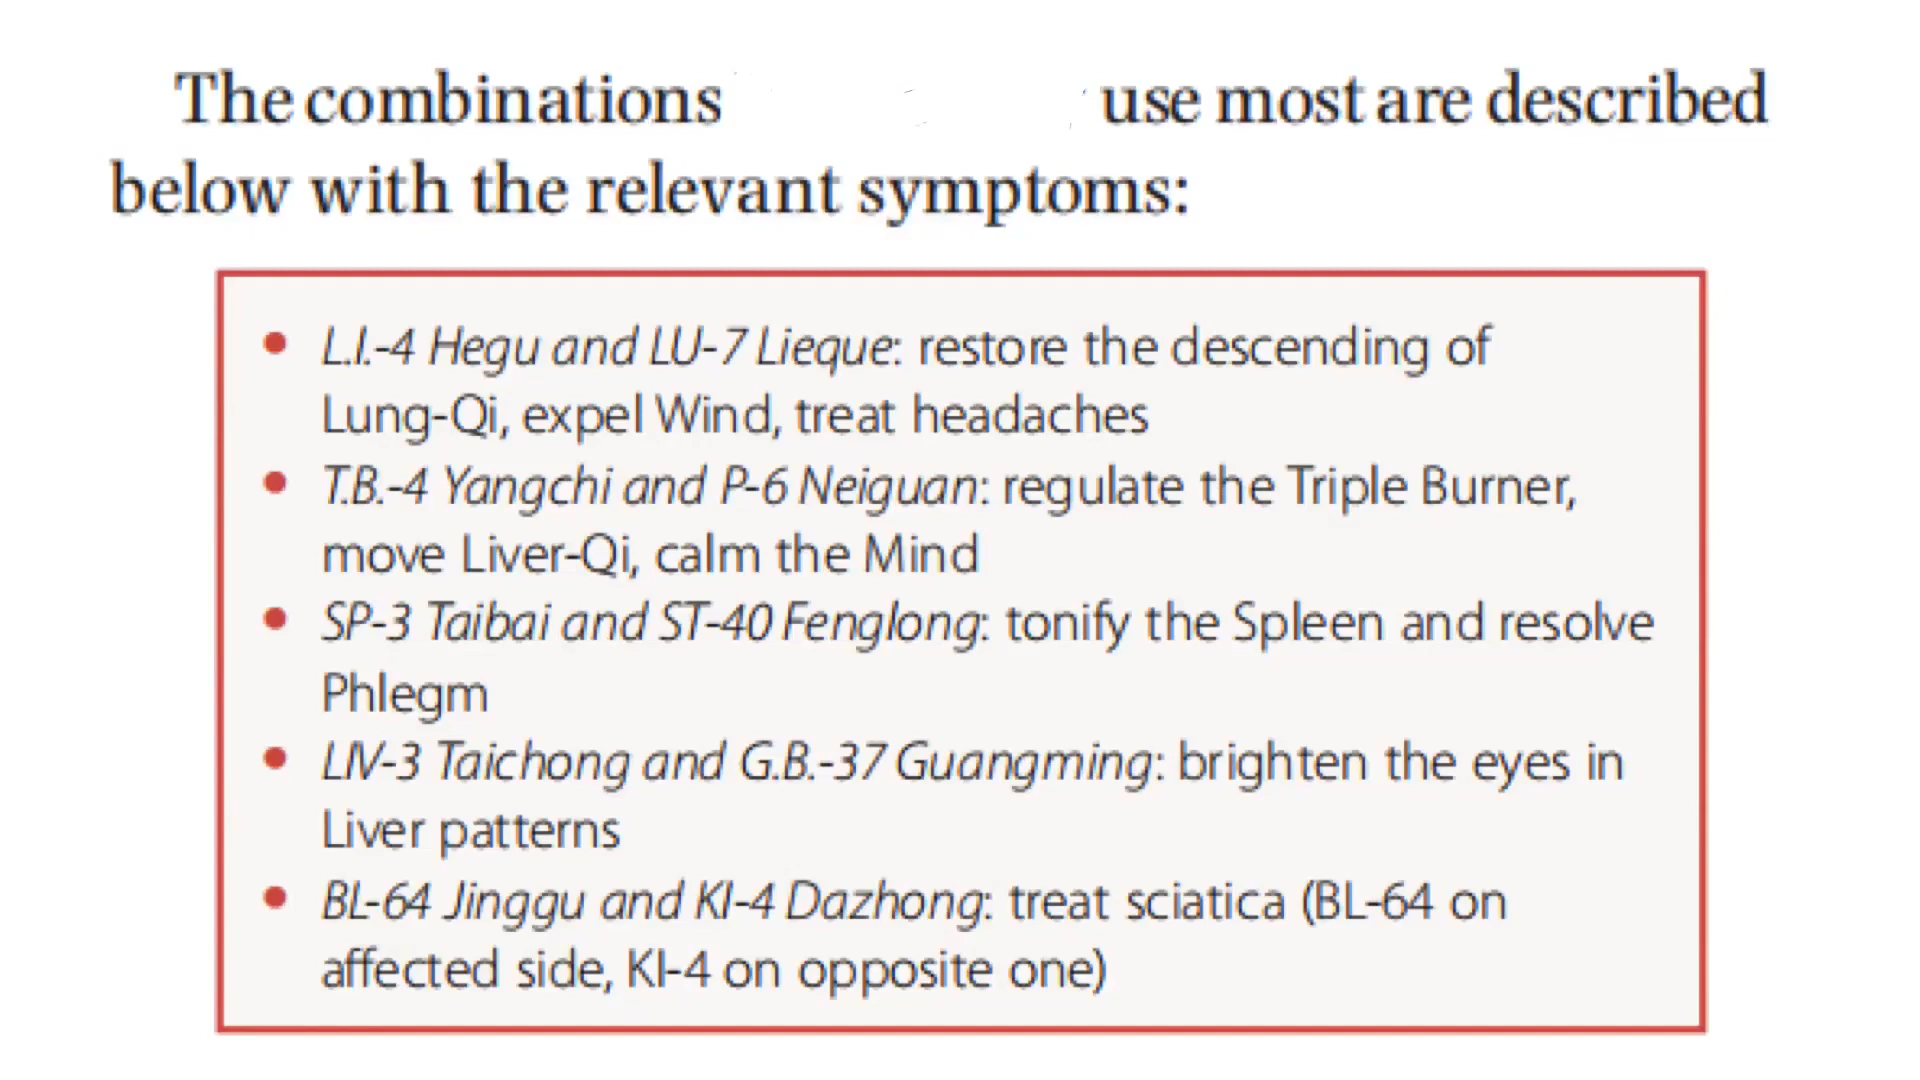 The combinations use most are described
below with the relevant symptoms:
• L.I.-4 Hegu and LU-7 Lieque: restore the descending of
Lung-Qi, expel Wind, treat headaches
• T.B.-4 Yangchi and P-6 Neiguan: regulate the Triple Burner,
move Liver-Qi, calm the Mind
• SP-3 Taibai and ST-40 Fenglong: tonify the Spleen and resolve
Phlegm
• LIV-3 Taichong and G.B.-37 Guangming: brighten the eyes in
Liver patterns
• BL-64 Jinggu and KI-4 Dazhong: treat sciatica (BL-64 on
affected side, KI-4 on opposite one)